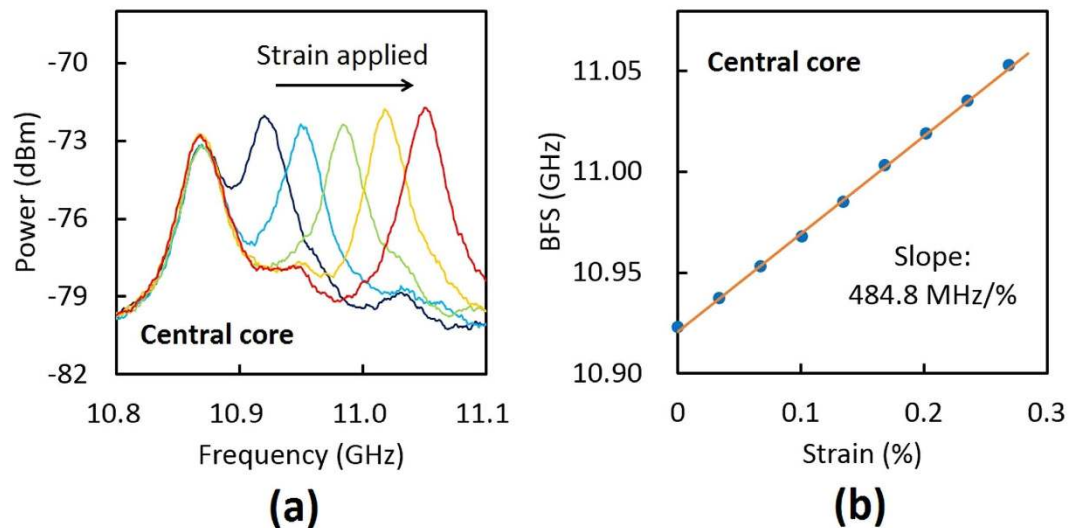 -70
-73
-76
-79
-82
Power (dBm)
Strain applied
Central core
10.8 10.9 11.0 11.1
Frequency (GHz)
(a)
11.05
11.00
10.95
10.90
BFS (GHz)
Central core
Slope:
484.8 MHz/%
0 0.1 0.2 0.3
Strain (%)
(b)